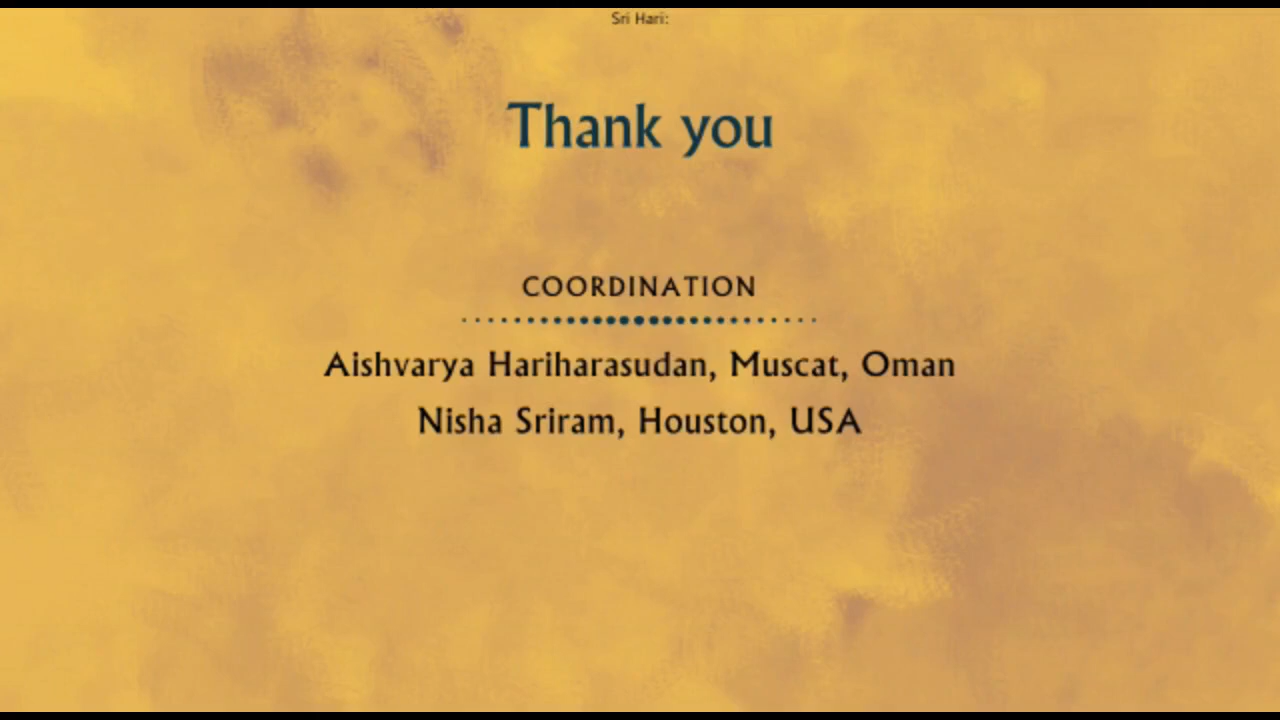 Sri Hari:
Thank you
COORDINATION
Aishvarya Hariharasudan, Muscat, Oman
Nisha Sriram, Houston, USA